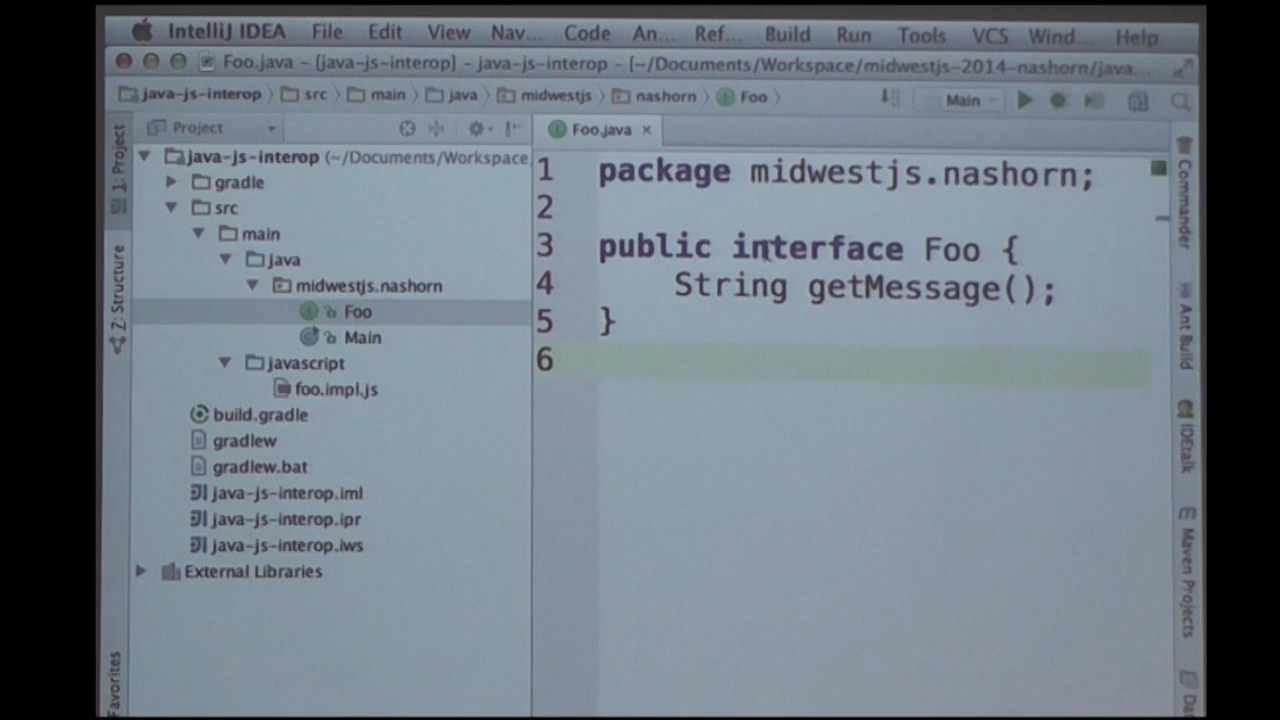 IntelliJ IDEA File Edit View Nav... Code An... Ref... Build Run Tools VCS Wind... Help
Foo.java – [java-js-interop] – java-js-interop – [~/Documents/Workspace/midwestjs-2014-nashorn/java...
java-js-interop src main java midwestjs nashorn Foo Main
Project
Foo.java ×
java-js-interop (~/Documents/Workspace
gradle
src
main
java
midwestjs.nashorn
Foo
Main
javascript
foo.impl.js
build.gradle
gradlew
gradlew.bat
java-js-interop.iml
java-js-interop.ipr
java-js-interop.iws
External Libraries
1 package midwestjs.nashorn;
2
3 public interface Foo {
4 String getMessage();
5 }
6
1: Project
Z: Structure
Favorites
Commander
Ant Build
IDEtalk
Maven Projects